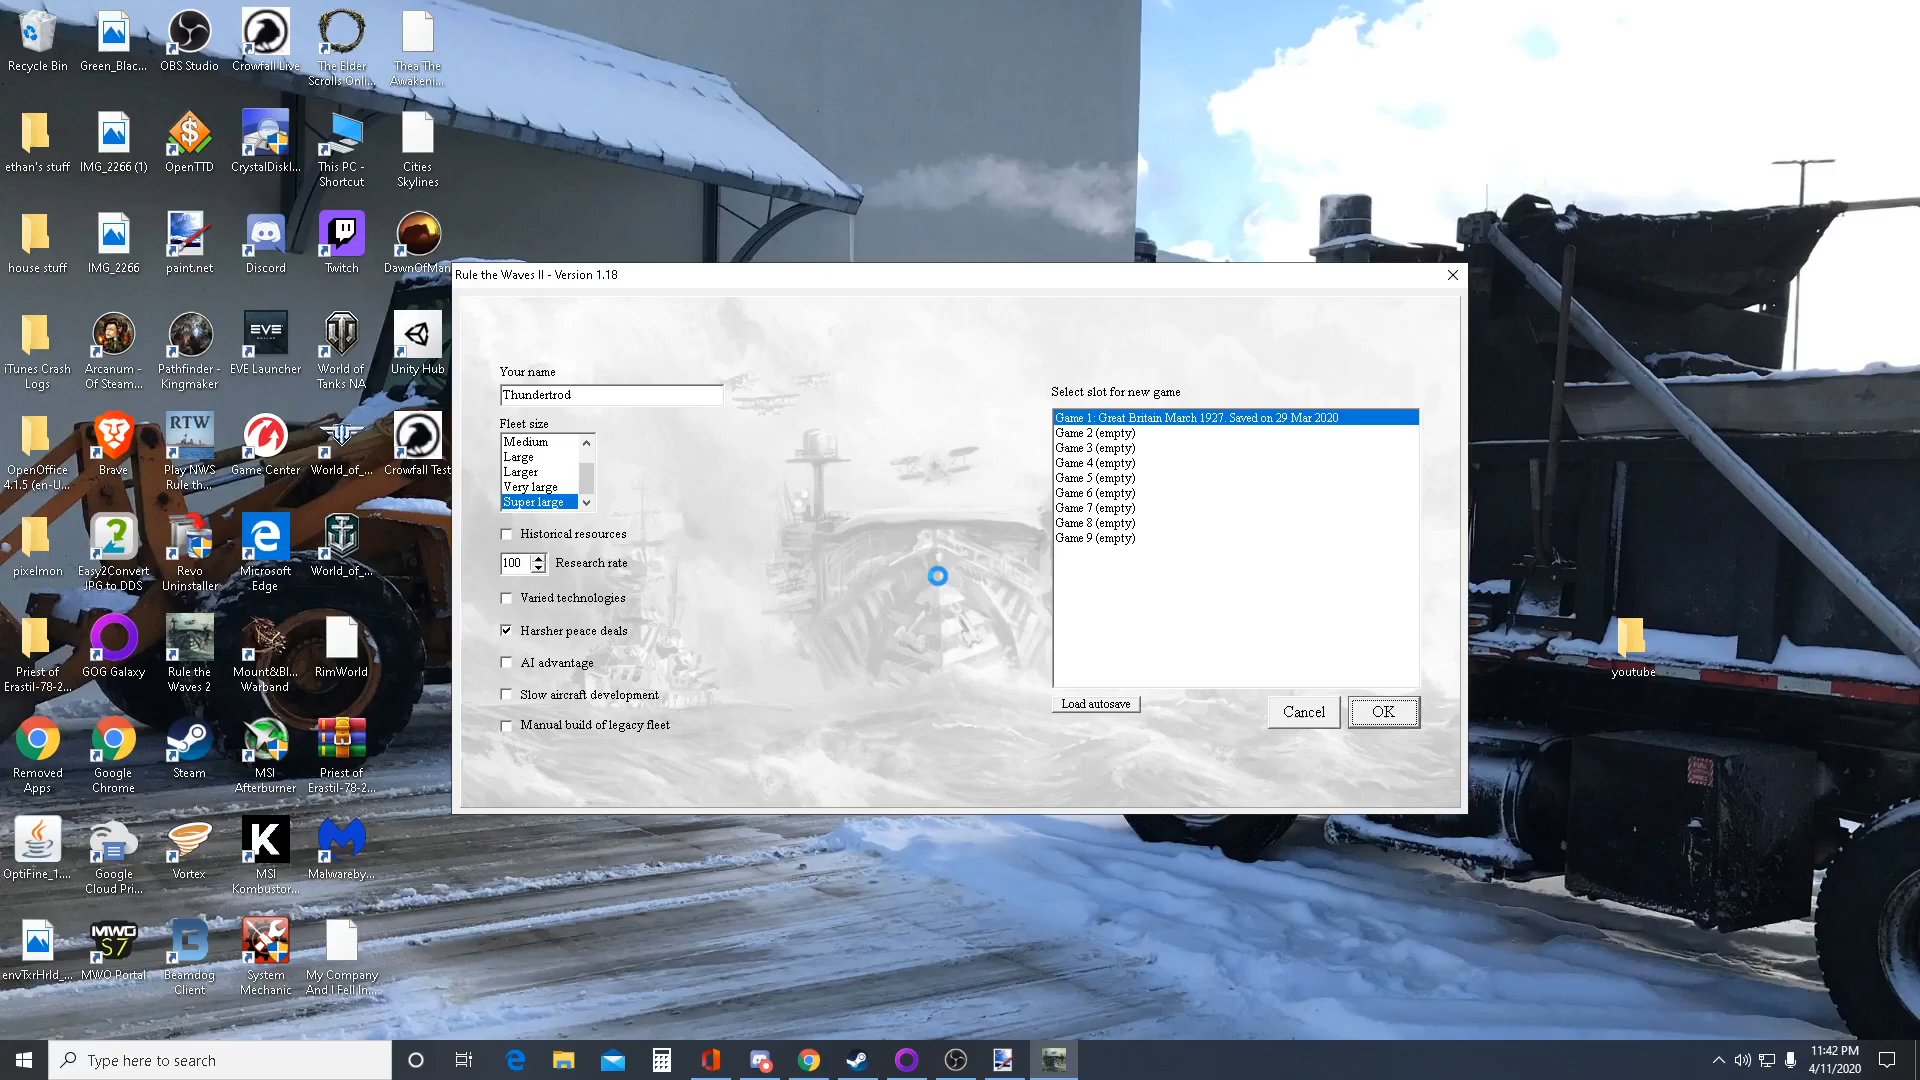 Recycle Bin
Green_Blac...
OBS Studio
Crowfall Live
The Elder
Scrolls Onli...
Thea The
Awakeni...
ethan's stuff
IMG_2266 (1)
OpenTTD
CrystalDiskI...
This PC -
Shortcut
Cities
Skylines
house stuff
IMG_2266
paint.net
Discord
Twitch
DawnOfMan
iTunes Crash
Logs
Arcanum -
Of Steam...
Pathfinder -
Kingmaker
EVE
EVE Launcher
World of
Tanks NA
Unity Hub
OpenOffice
4.1.5 (en-U...
Brave
RTW
Play NWS
Rule th...
Game Center
World_of_...
Crowfall Test
pixelmon
Easy2Convert
JPG to DDS
Revo
Uninstaller
Microsoft
Edge
World_of_...
Priest of
Erastil-78-2...
GOG Galaxy
Rule the
Waves 2
Mount&Bl...
Warband
RimWorld
Removed
Apps
Google
Chrome
Steam
MSI
Afterburner
Priest of
Erastil-78-2...
OptiFine_1....
Google
Cloud Pri...
Vortex
MSI
Kombustor...
Malwareby...
envTxrHrld_...
MWO
S7
MWO Portal
Beamdog
Client
System
Mechanic
My Company
And I Fell In...
youtube
Rule the Waves II - Version 1.18
Your name
Thundertrod
Fleet size
Medium
Large
Larger
Very large
Super large
Historical resources
100 Research rate
Varied technologies
Harsher peace deals
AI advantage
Slow aircraft development
Manual build of legacy fleet
Select slot for new game
Game 1: Great Britain March 1927. Saved on 29 Mar 2020
Game 2 (empty)
Game 3 (empty)
Game 4 (empty)
Game 5 (empty)
Game 6 (empty)
Game 7 (empty)
Game 8 (empty)
Game 9 (empty)
Load autosave
Cancel
OK
Type here to search
11:42 PM
4/11/2020